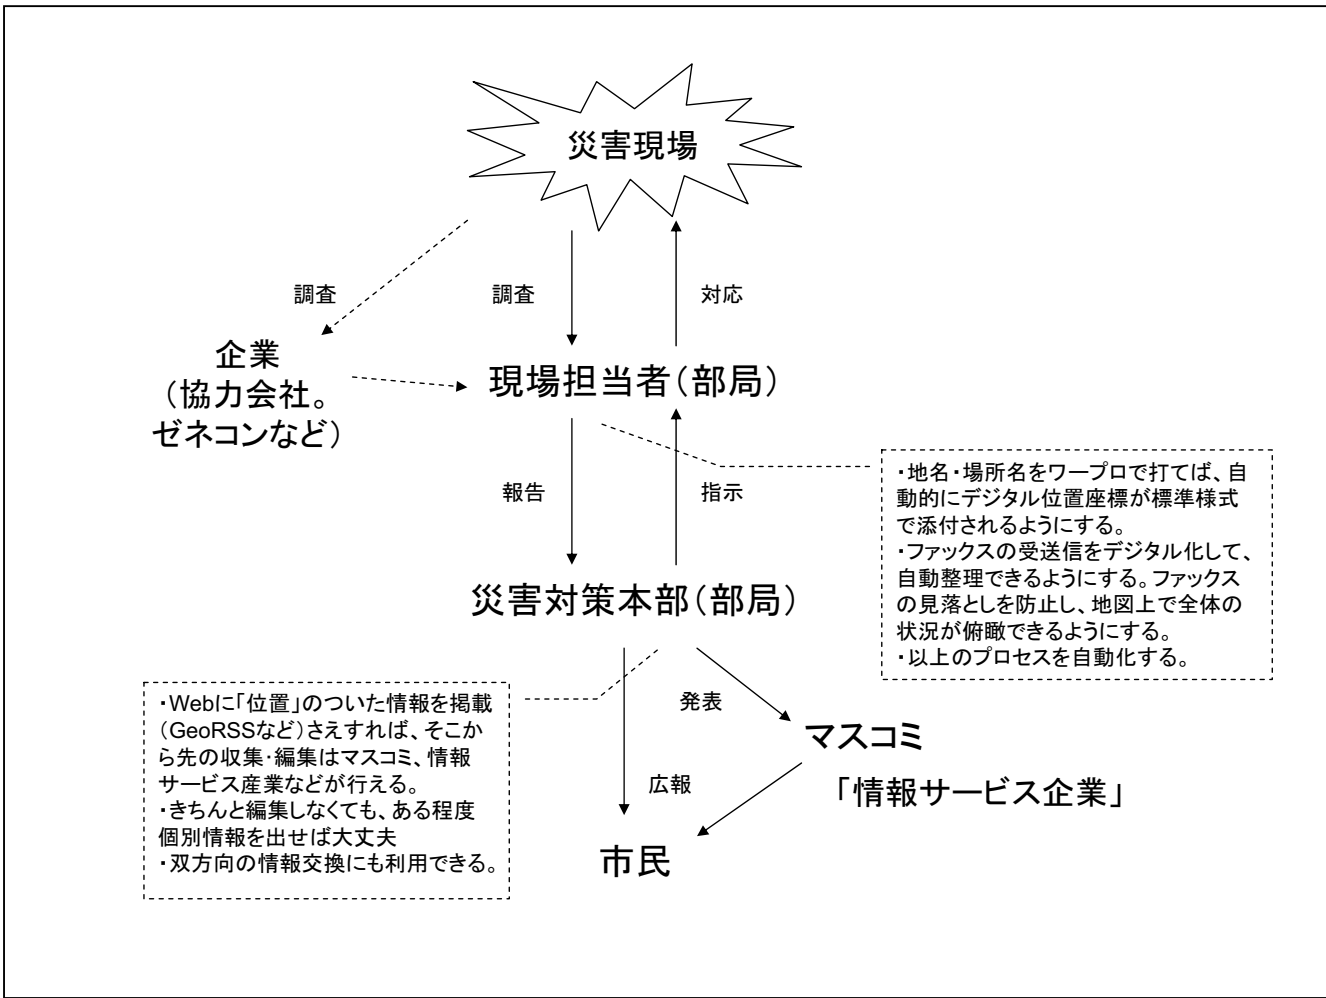 災害現場
調査
調査
対応
企業
（協力会社。
ゼネコンなど）
現場担当者（部局）
報告
指示
・地名・場所名をワープロで打てば、自
動的にデジタル位置座標が標準様式
で添付されるようにする。
・ファックスの受送信をデジタル化して、
自動整理できるようにする。ファックス
の見落としを防止し、地図上で全体の
状況が俯瞰できるようにする。
・以上のプロセスを自動化する。
災害対策本部（部局）
・Webに「位置」のついた情報を掲載
（GeoRSSなど）さえすれば、そこか
ら先の収集・編集はマスコミ、情報
サービス産業などが行える。
・きちんと編集しなくても、ある程度
個別情報を出せば大丈夫
・双方向の情報交換にも利用できる。
発表
マスコミ
「情報サービス企業」
広報
市民